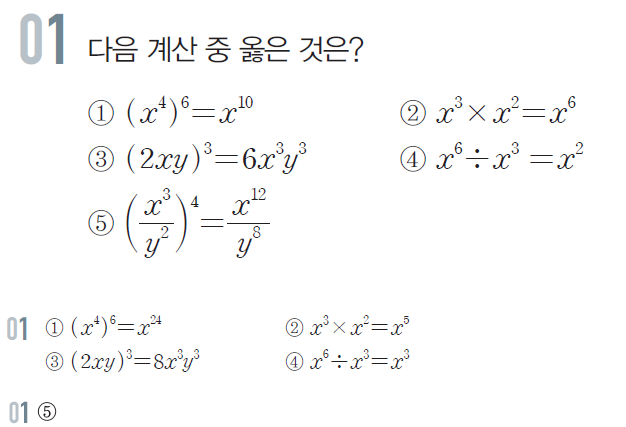 01 다음 계산 중 옳은 것은?
① (x⁴)⁶=x¹⁰ ② x³×x²=x⁶
③ (2xy)³=6x³y³ ④ x⁶÷x³=x²
⑤ (x³/y²)⁴=x¹²/y⁸
01 ① (x⁴)⁶=x²⁴ ② x³×x²=x⁵
③ (2xy)³=8x³y³ ④ x⁶÷x³=x³
01 ⑤